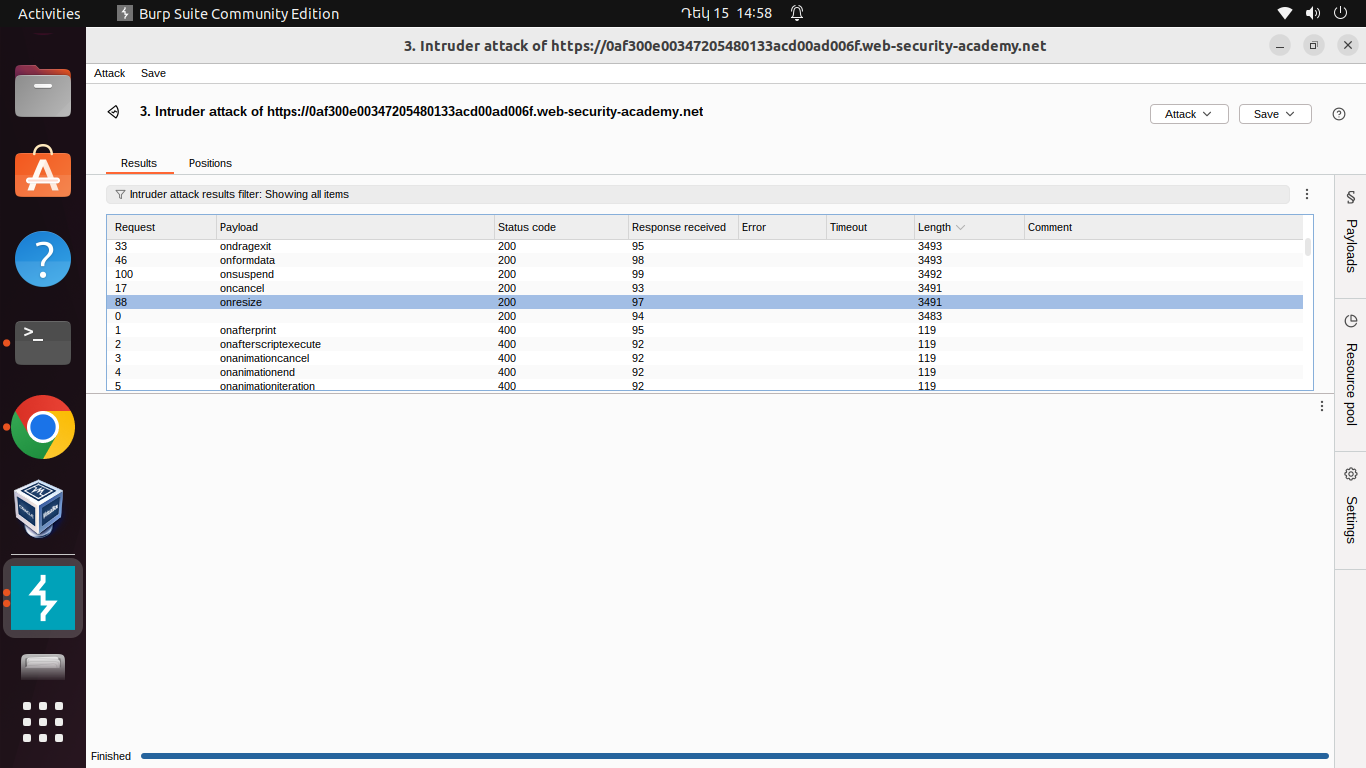 Activities Burp Suite Community Edition Դեկ 15 14:58
3. Intruder attack of https://0af300e00347205480133acd00ad006f.web-security-academy.net
Attack Save
3. Intruder attack of https://0af300e00347205480133acd00ad006f.web-security-academy.net Attack Save
Results Positions
Intruder attack results filter: Showing all items
Request Payload Status code Response received Error Timeout Length Comment
33 ondragexit 200 95 3493
46 onformdata 200 98 3493
100 onsuspend 200 99 3492
17 oncancel 200 93 3491
88 onresize 200 97 3491
0 200 94 3483
1 onafterprint 400 95 119
2 onafterscriptexecute 400 92 119
3 onanimationcancel 400 92 119
4 onanimationend 400 92 119
5 onanimationiteration 400 92 119
Payloads
Resource pool
Settings
Finished